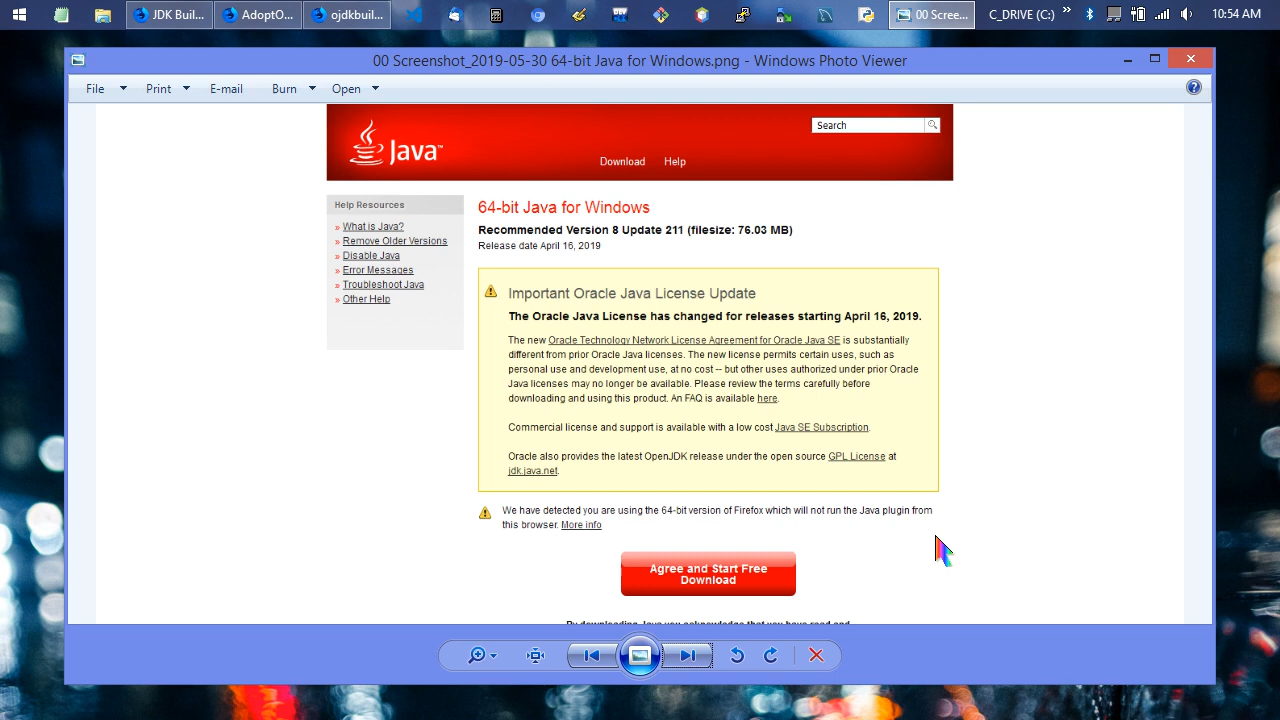 JDK Buil...
AdoptO...
ojdkbuil...
00 Scree...
C_DRIVE (C:)
10:54 AM
00 Screenshot_2019-05-30 64-bit Java for Windows.png - Windows Photo Viewer
File
Print
E-mail
Burn
Open
Java™
Search
Download
Help
Help Resources
» What is Java?
» Remove Older Versions
» Disable Java
» Error Messages
» Troubleshoot Java
» Other Help
64-bit Java for Windows
Recommended Version 8 Update 211 (filesize: 76.03 MB)
Release date April 16, 2019
Important Oracle Java License Update
The Oracle Java License has changed for releases starting April 16, 2019.
The new Oracle Technology Network License Agreement for Oracle Java SE is substantially
different from prior Oracle Java licenses. The new license permits certain uses, such as
personal use and development use, at no cost -- but other uses authorized under prior Oracle
Java licenses may no longer be available. Please review the terms carefully before
downloading and using this product. An FAQ is available here.
Commercial license and support is available with a low cost Java SE Subscription.
Oracle also provides the latest OpenJDK release under the open source GPL License at
jdk.java.net.
We have detected you are using the 64-bit version of Firefox which will not run the Java plugin from
this browser. More info
Agree and Start Free
Download
By downloading Java you acknowledge that you have read and